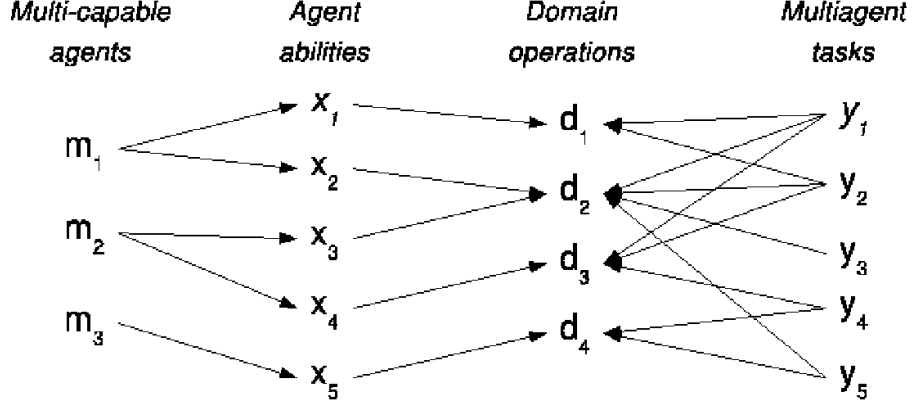 Multi-capable Agent Domain Multiagent
agents abilities operations tasks
m1 x1 d1 y1
m2 x2 d2 y2
m3 x3 d3 y3
x4 d4 y4
x5 y5